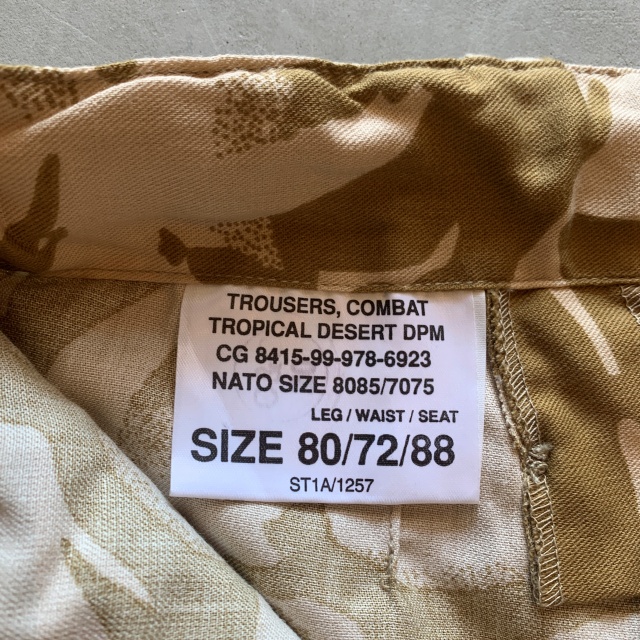 TROUSERS, COMBAT
TROPICAL DESERT DPM
CG 8415-99-978-6923
NATO SIZE 8085/7075
LEG / WAIST / SEAT
SIZE 80/72/88
ST1A/1257